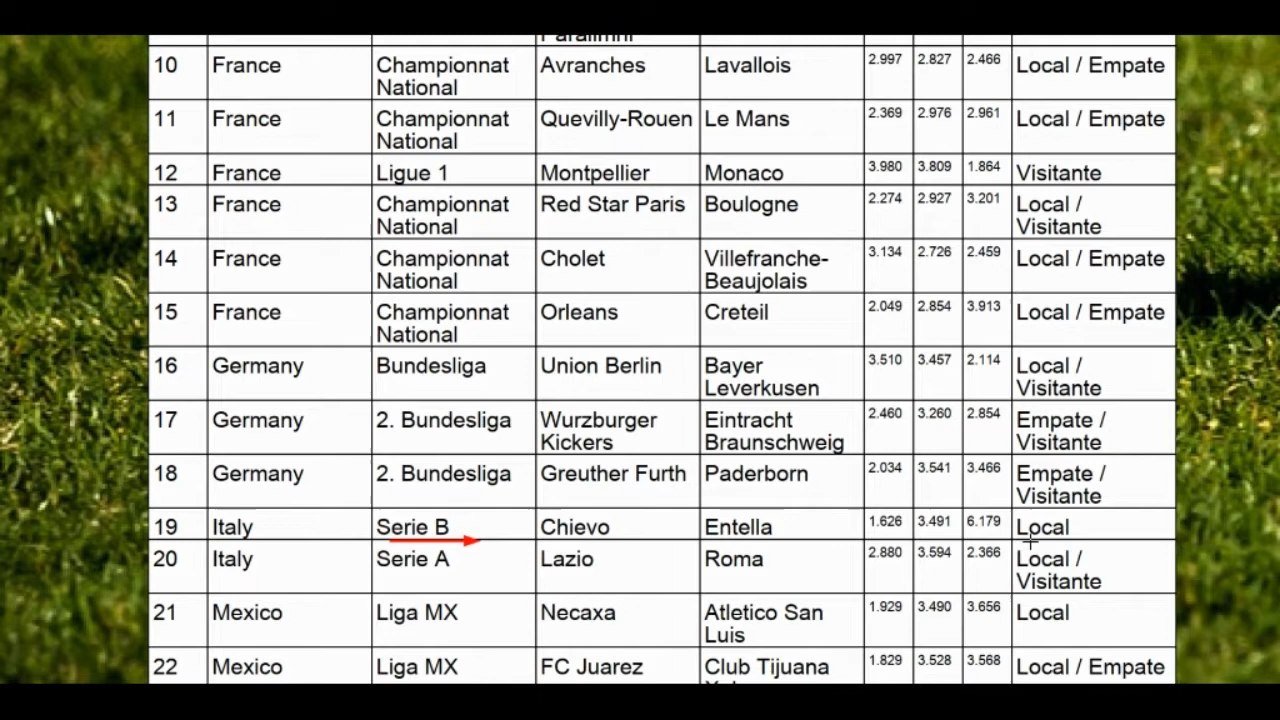 10 France Championnat Avranches Lavallois 2.997 2.827 2.466 Local / Empate
National
11 France Championnat Quevilly-Rouen Le Mans 2.369 2.976 2.961 Local / Empate
National
12 France Ligue 1 Montpellier Monaco 3.980 3.809 1.864 Visitante
13 France Championnat Red Star Paris Boulogne 2.274 2.927 3.201 Local /
National Visitante
14 France Championnat Cholet Villefranche- 3.134 2.726 2.459 Local / Empate
National Beaujolais
15 France Championnat Orleans Creteil 2.049 2.854 3.913 Local / Empate
National
16 Germany Bundesliga Union Berlin Bayer 3.510 3.457 2.114 Local /
Leverkusen Visitante
17 Germany 2. Bundesliga Wurzburger Eintracht 2.460 3.260 2.854 Empate /
Kickers Braunschweig Visitante
18 Germany 2. Bundesliga Greuther Furth Paderborn 2.034 3.541 3.466 Empate /
Visitante
19 Italy Serie B Chievo Entella 1.626 3.491 6.179 Local
20 Italy Serie A Lazio Roma 2.880 3.594 2.366 Local /
Visitante
21 Mexico Liga MX Necaxa Atletico San 1.929 3.490 3.656 Local
Luis
22 Mexico Liga MX FC Juarez Club Tijuana 1.829 3.528 3.568 Local / Empate